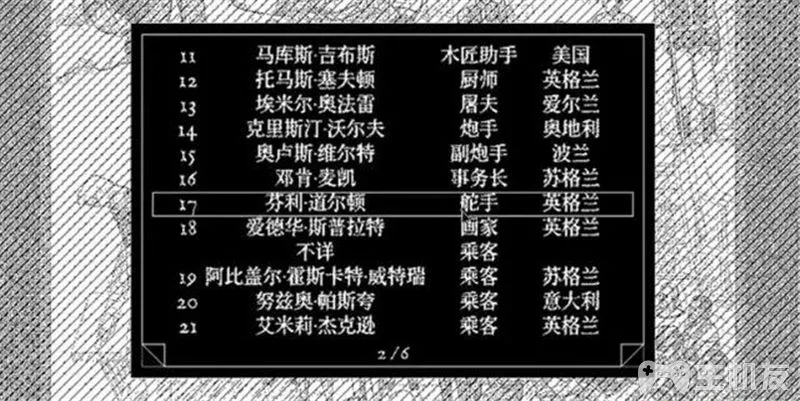 11 马库斯·吉布斯 木匠助手 美国
12 托马斯·塞夫顿 厨师 英格兰
13 埃米尔·奥法雷 屠夫 爱尔兰
14 克里斯汀·沃尔夫 炮手 奥地利
15 奥卢斯·维尔特 副炮手 波兰
16 邓肯·麦凯 事务长 苏格兰
17 芬利·道尔顿 舵手 英格兰
18 爱德华·斯普拉特 画家 英格兰
不详 乘客
19 阿比盖尔·霍斯卡特·威特瑞 乘客 苏格兰
20 努兹奥·帕斯夸 乘客 意大利
21 艾米莉·杰克逊 乘客 英格兰
2/6
主机友